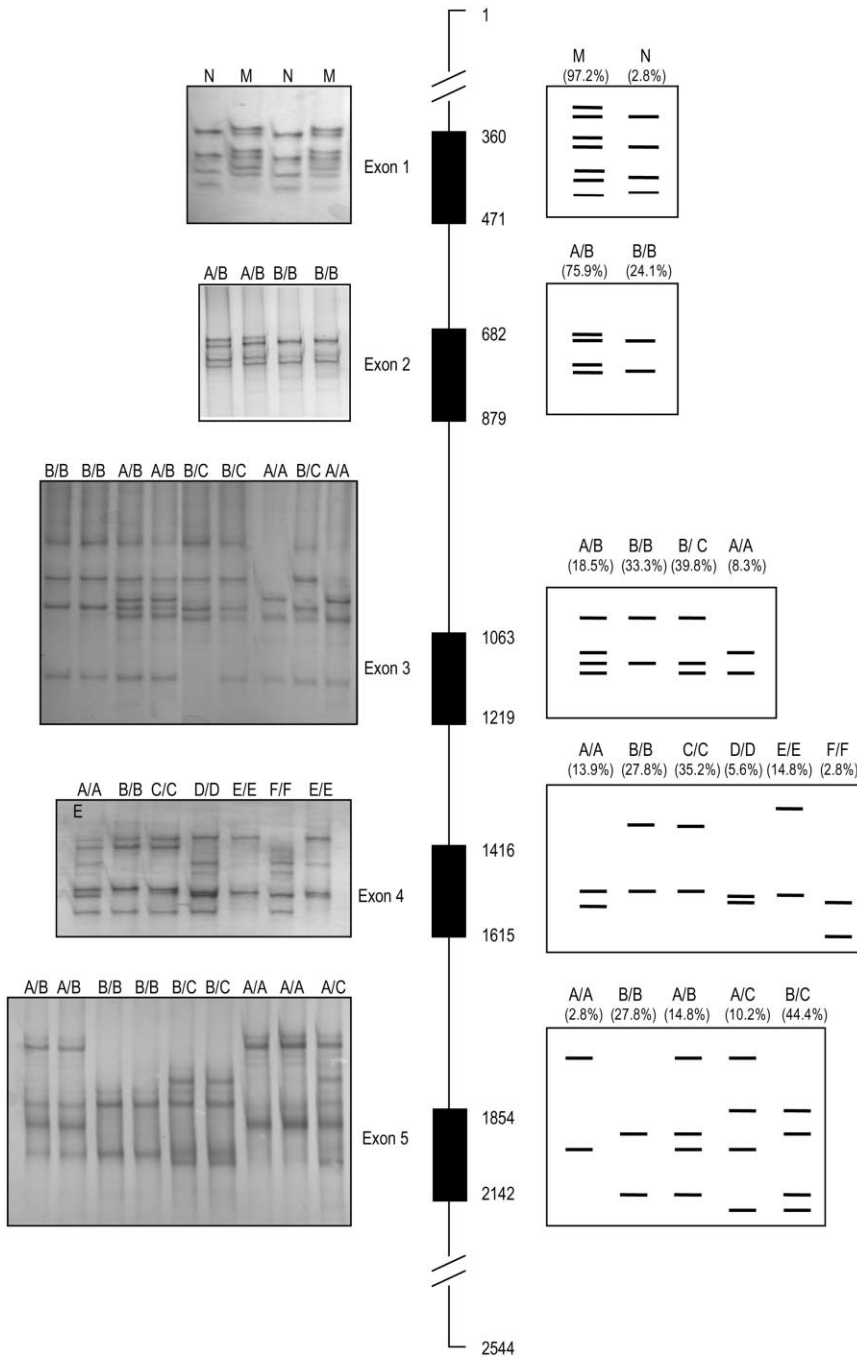 1
M N
(97.2%) (2.8%)
N M N M
360
Exon 1
471
A/B B/B
(75.9%) (24.1%)
A/B A/B B/B B/B
682
Exon 2
879
B/B B/B A/B A/B B/C B/C A/A B/C A/A
A/B B/B B/ C A/A
(18.5%) (33.3%) (39.8%) (8.3%)
1063
Exon 3
1219
A/A B/B C/C D/D E/E F/F
(13.9%) (27.8%) (35.2%) (5.6%) (14.8%) (2.8%)
A/A B/B C/C D/D E/E F/F E/E
E
1416
Exon 4
1615
A/B A/B B/B B/B B/C B/C A/A A/A A/C
A/A B/B A/B A/C B/C
(2.8%) (27.8%) (14.8%) (10.2%) (44.4%)
1854
Exon 5
2142
2544